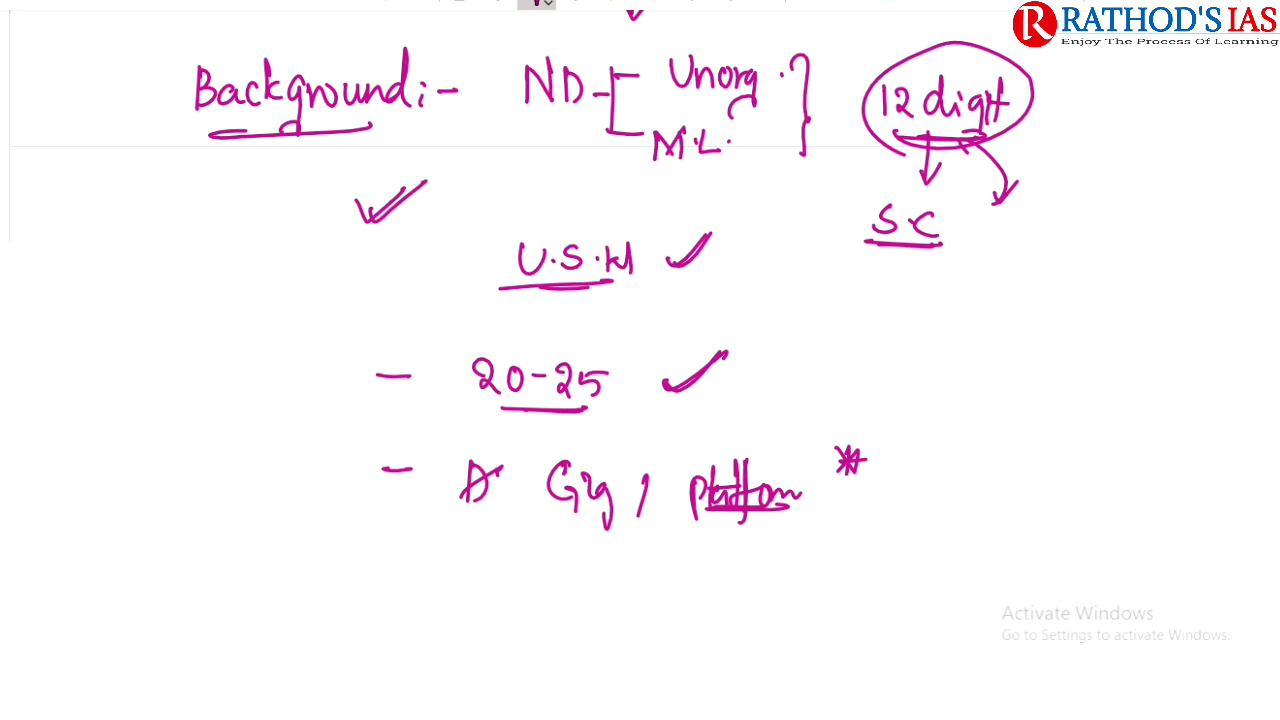 RATHOD'S IAS
Enjoy The Process Of Learning
Background:- ND- Unorg. 12 digit
M.L.
SC
U.S.W
- 20-25
- Gig, platform *
Activate Windows
Go to Settings to activate Windows.